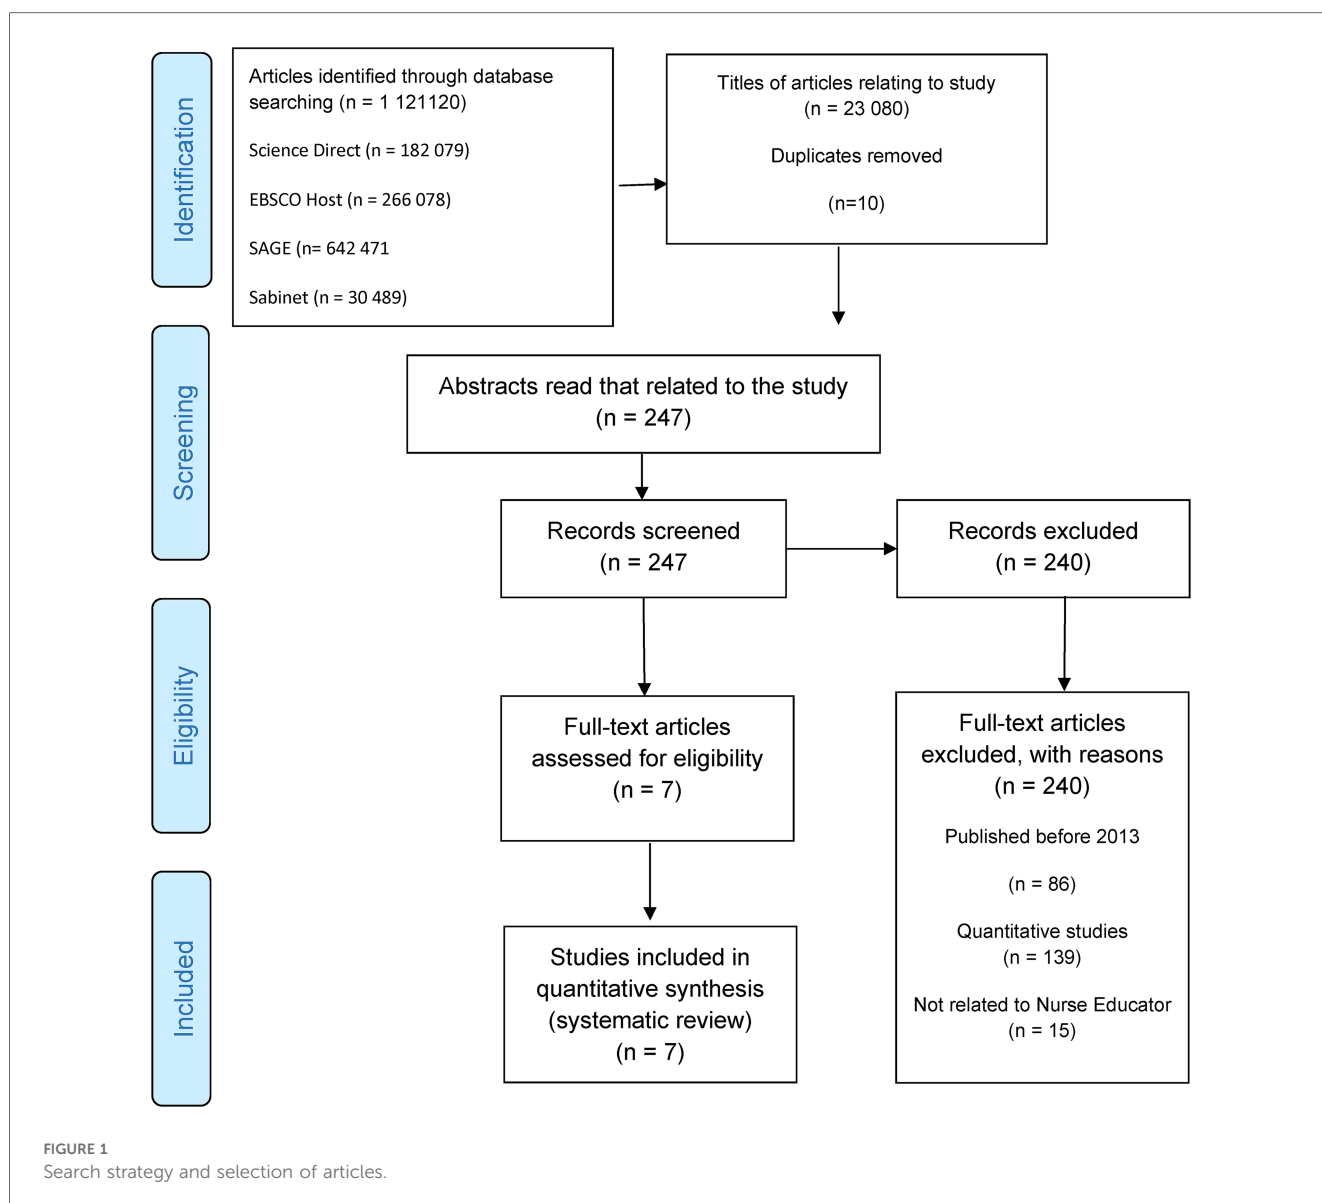 Identification
Articles identified through database
searching (n = 1 121120)
Science Direct (n = 182 079)
EBSCO Host (n = 266 078)
SAGE (n= 642 471
Sabinet (n = 30 489)
Titles of articles relating to study
(n = 23 080)
Duplicates removed
(n=10)
Screening
Abstracts read that related to the study
(n = 247)
Records screened
(n = 247
Records excluded
(n = 240)
Eligibility
Full-text articles
assessed for eligibility
(n = 7)
Full-text articles
excluded, with reasons
(n = 240)
Published before 2013
(n = 86)
Quantitative studies
(n = 139)
Not related to Nurse Educator
(n = 15)
Included
Studies included in
quantitative synthesis
(systematic review)
(n = 7)
FIGURE 1
Search strategy and selection of articles.